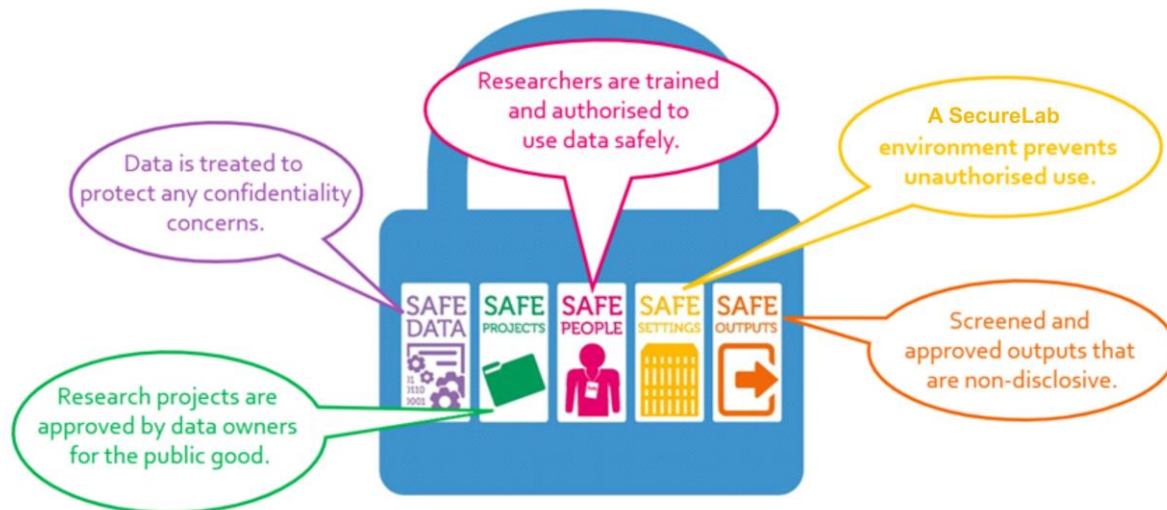 Researchers are trained
and authorised to
use data safely.
A SecureLab
environment prevents
unauthorised use.
Data is treated to
protect any confidentiality
concerns.
SAFE
DATA
SAFE
PROJECTS
SAFE
PEOPLE
SAFE
SETTINGS
SAFE
OUTPUTS
Screened and
approved outputs that
are non-disclosive.
Research projects are
approved by data owners
for the public good.